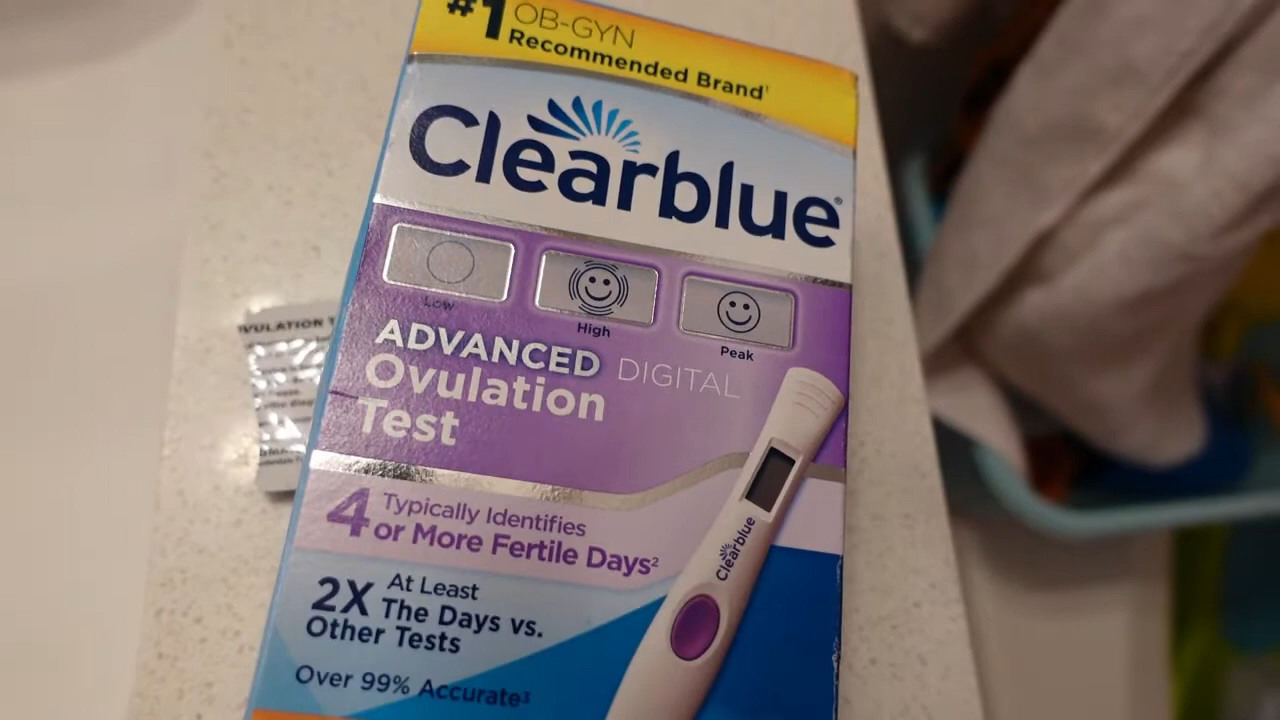 #1 OB-GYN
Recommended Brand¹
Clearblue®
Low
High
Peak
ADVANCED DIGITAL
Ovulation
Test
4 Typically Identifies
or More Fertile Days²
2X At Least
The Days vs.
Other Tests
Over 99% Accurate³
Clearblue
OVULATION T